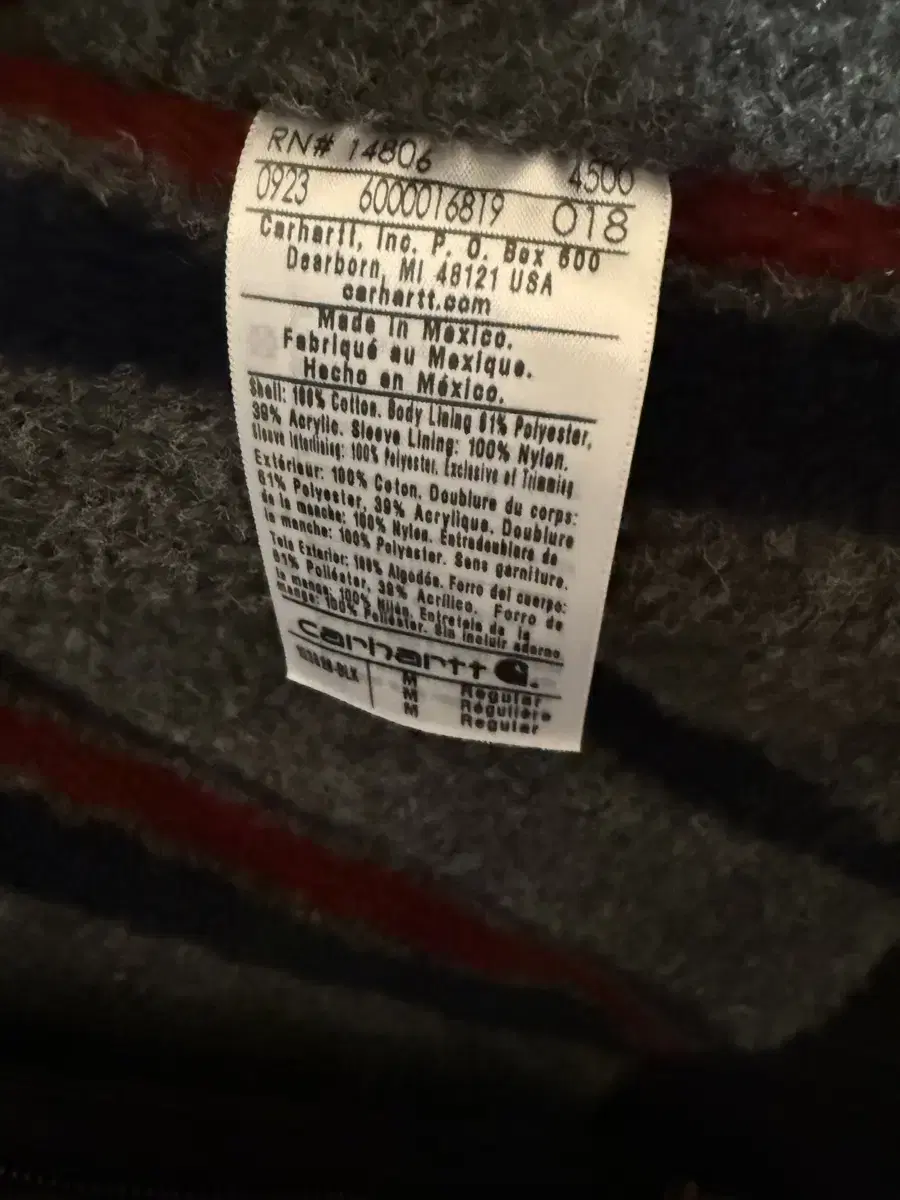 RN# 14806 4500
0923 6000016819 018
Carhartt, Inc. P. O. Box 600
Dearborn, MI 48121 USA
carhartt.com
Made in Mexico.
Fabriqué au Mexique.
Hecho en México.
Shell: 100% Cotton. Body Lining 61% Polyester,
39% Acrylic. Sleeve Lining: 100% Nylon.
Sleeve Interlining: 100% Polyester. Exclusive of Trimming
Extérieur: 100% Coton. Doublure du corps:
61% Polyester, 39% Acrylique. Doublure
de la manche: 100% Nylon. Entredoublure de
la manche: 100% Polyester. Sans garniture.
Tela Exterior: 100% Algodón. Forro del cuerpo:
61% Poliéster, 39% Acrílico. Forro de
la manga: 100% Nilón. Entretela de la
manga: 100% Poliéster. Sin incluir adorno
carhartt
M Regular
M Régulière
M Regular